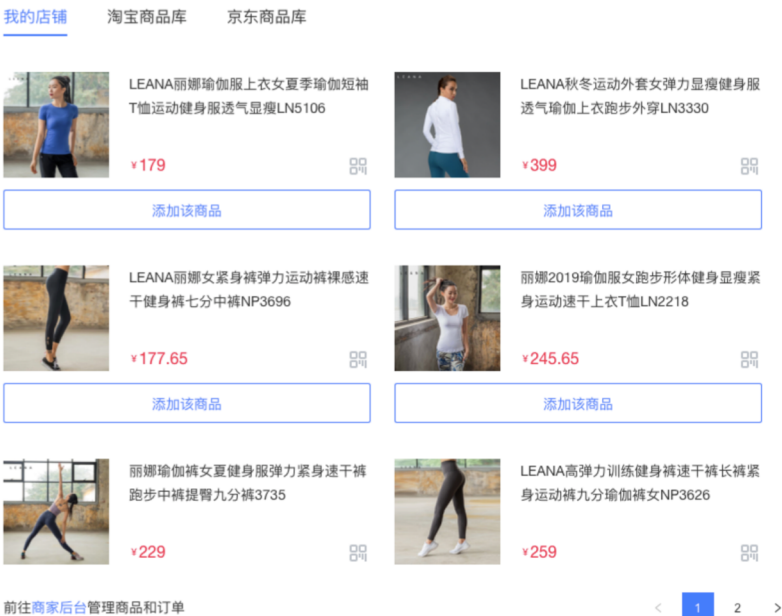 我的店铺 淘宝商品库 京东商品库
LEANA丽娜瑜伽服上衣女夏季瑜伽短袖
T恤运动健身服透气显瘦LN5106
¥179
添加该商品
LEANA秋冬运动外套女弹力显瘦健身服
透气瑜伽上衣跑步外穿LN3330
¥399
添加该商品
LEANA丽娜女紧身裤弹力运动裤裸感速
干健身裤七分中裤NP3696
¥177.65
添加该商品
丽娜2019瑜伽服女跑步形体健身显瘦紧
身运动速干上衣T恤LN2218
¥245.65
添加该商品
丽娜瑜伽裤女夏健身服弹力紧身速干裤
跑步中裤提臀九分裤3735
¥229
LEANA高弹力训练健身裤速干裤长裤紧
身运动裤九分瑜伽裤女NP3626
¥259
前往商家后台管理商品和订单
< 1 2 >